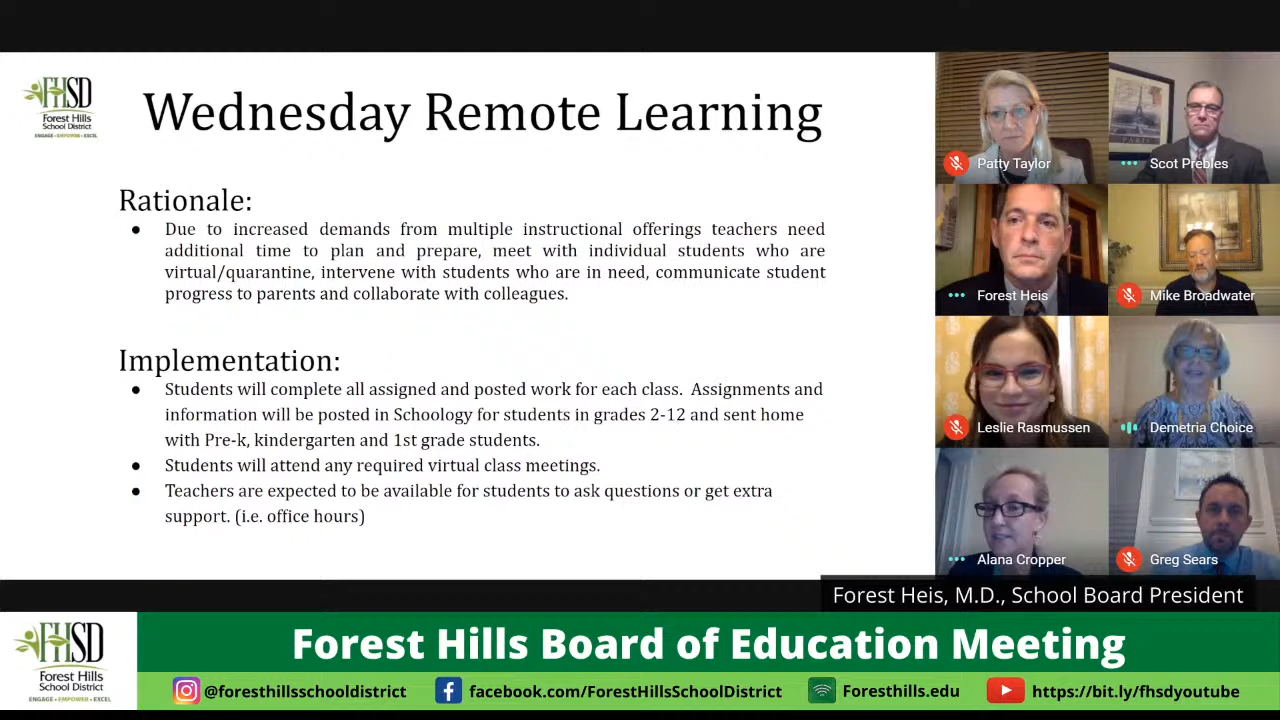 FHSD
Forest Hills
School District
ENGAGE • EMPOWER • EXCEL
Wednesday Remote Learning
Rationale:
● Due to increased demands from multiple instructional offerings teachers need
additional time to plan and prepare, meet with individual students who are
virtual/quarantine, intervene with students who are in need, communicate student
progress to parents and collaborate with colleagues.
Implementation:
● Students will complete all assigned and posted work for each class. Assignments and
information will be posted in Schoology for students in grades 2-12 and sent home
with Pre-k, kindergarten and 1st grade students.
● Students will attend any required virtual class meetings.
● Teachers are expected to be available for students to ask questions or get extra
support. (i.e. office hours)
Patty Taylor
Scot Prebles
Forest Heis
Mike Broadwater
Leslie Rasmussen
Demetria Choice
Alana Cropper
Greg Sears
Forest Heis, M.D., School Board President
FHSD
Forest Hills
School District
ENGAGE • EMPOWER • EXCEL
Forest Hills Board of Education Meeting
@foresthillsschooldistrict
facebook.com/ForestHillsSchoolDistrict
Foresthills.edu
https://bit.ly/fhsdyoutube